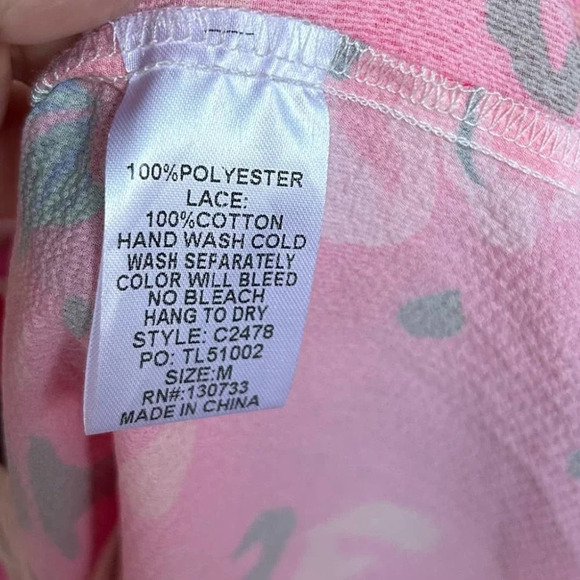 100%POLYESTER
LACE:
100%COTTON
HAND WASH COLD
WASH SEPARATELY
COLOR WILL BLEED
NO BLEACH
HANG TO DRY
STYLE: C2478
PO: TL51002
SIZE:M
RN#:130733
MADE IN CHINA